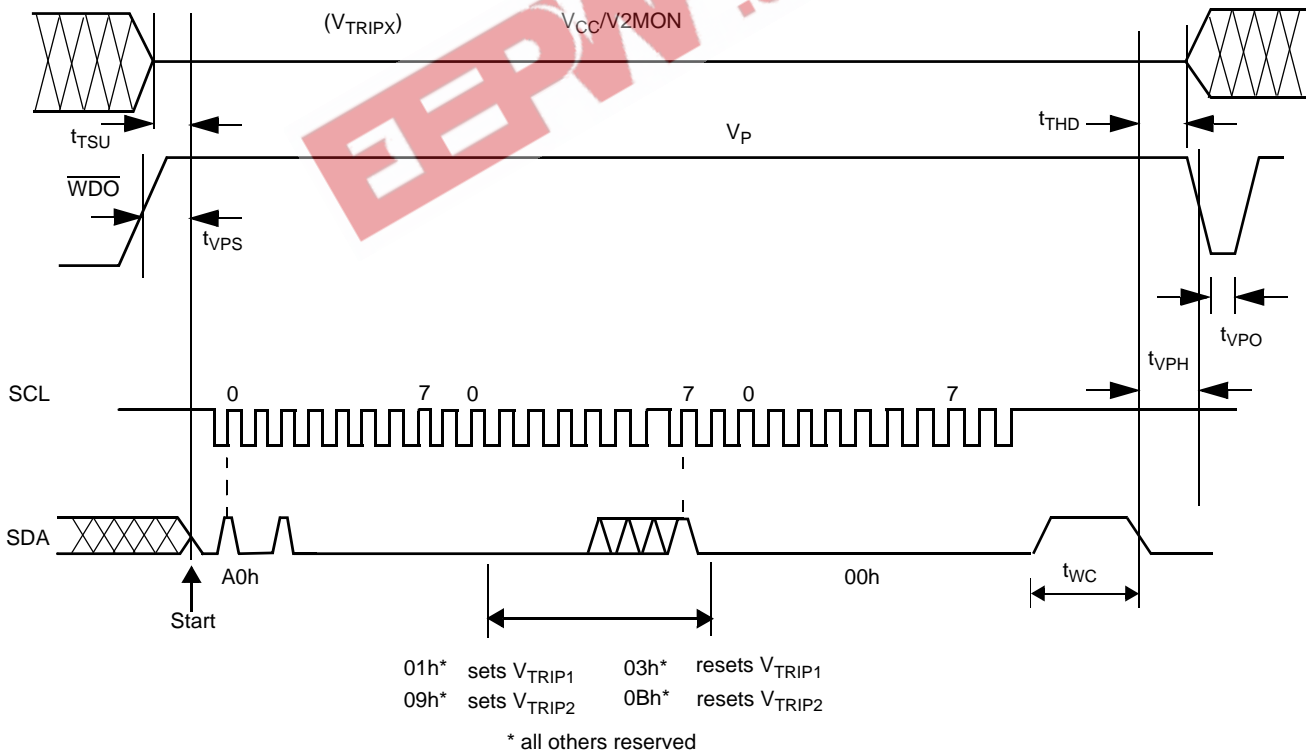 (VTRIPX) VCC/V2MON
tTSU
tTHD
VP
WDO
tVPS
tVPO
tVPH
SCL 0 7 0 7 0 7
SDA
A0h 00h tWC
Start
01h* sets VTRIP1 03h* resets VTRIP1
09h* sets VTRIP2 0Bh* resets VTRIP2
* all others reserved
EEPW